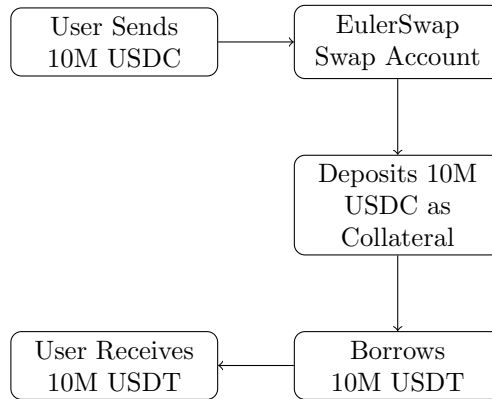 User Sends
10M USDC
EulerSwap
Swap Account
Deposits 10M
USDC as
Collateral
User Receives
10M USDT
Borrows
10M USDT